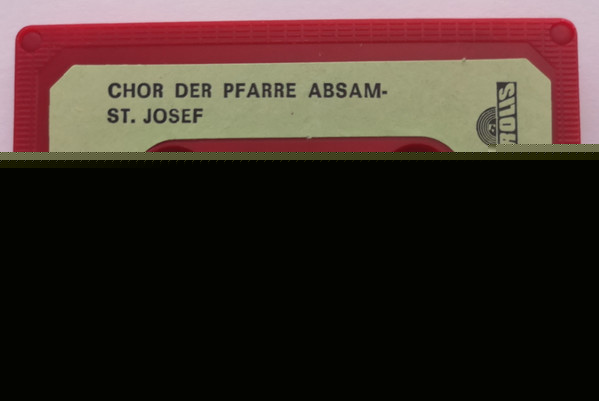 CHOR DER PFARRE ABSAM-
ST. JOSEF